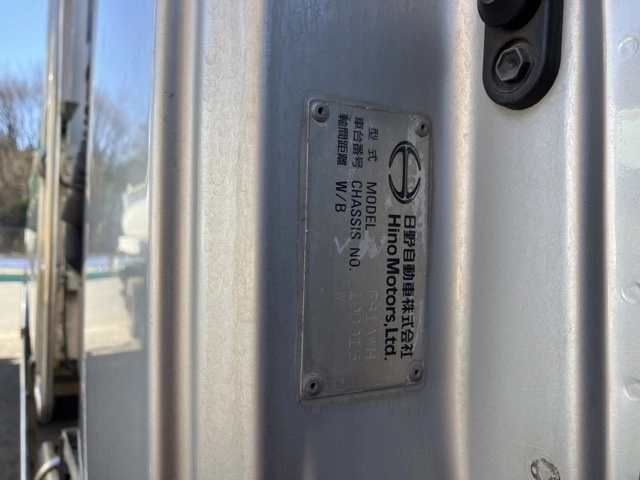 日野自動車株式会社
Hino Motors, Ltd.
型式 MODEL FS1AWH
車台番号 CHASSIS NO.
軸間距離 W/B